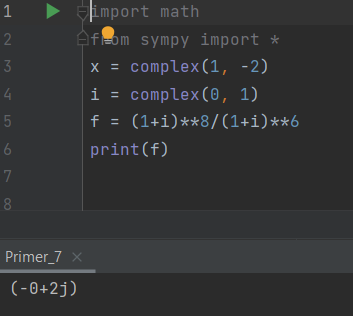 1 import math
2 from sympy import *
3 x = complex(1, -2)
4 i = complex(0, 1)
5 f = (1+i)**8/(1+i)**6
6 print(f)
7
8
Primer_7 ×
(-0+2j)